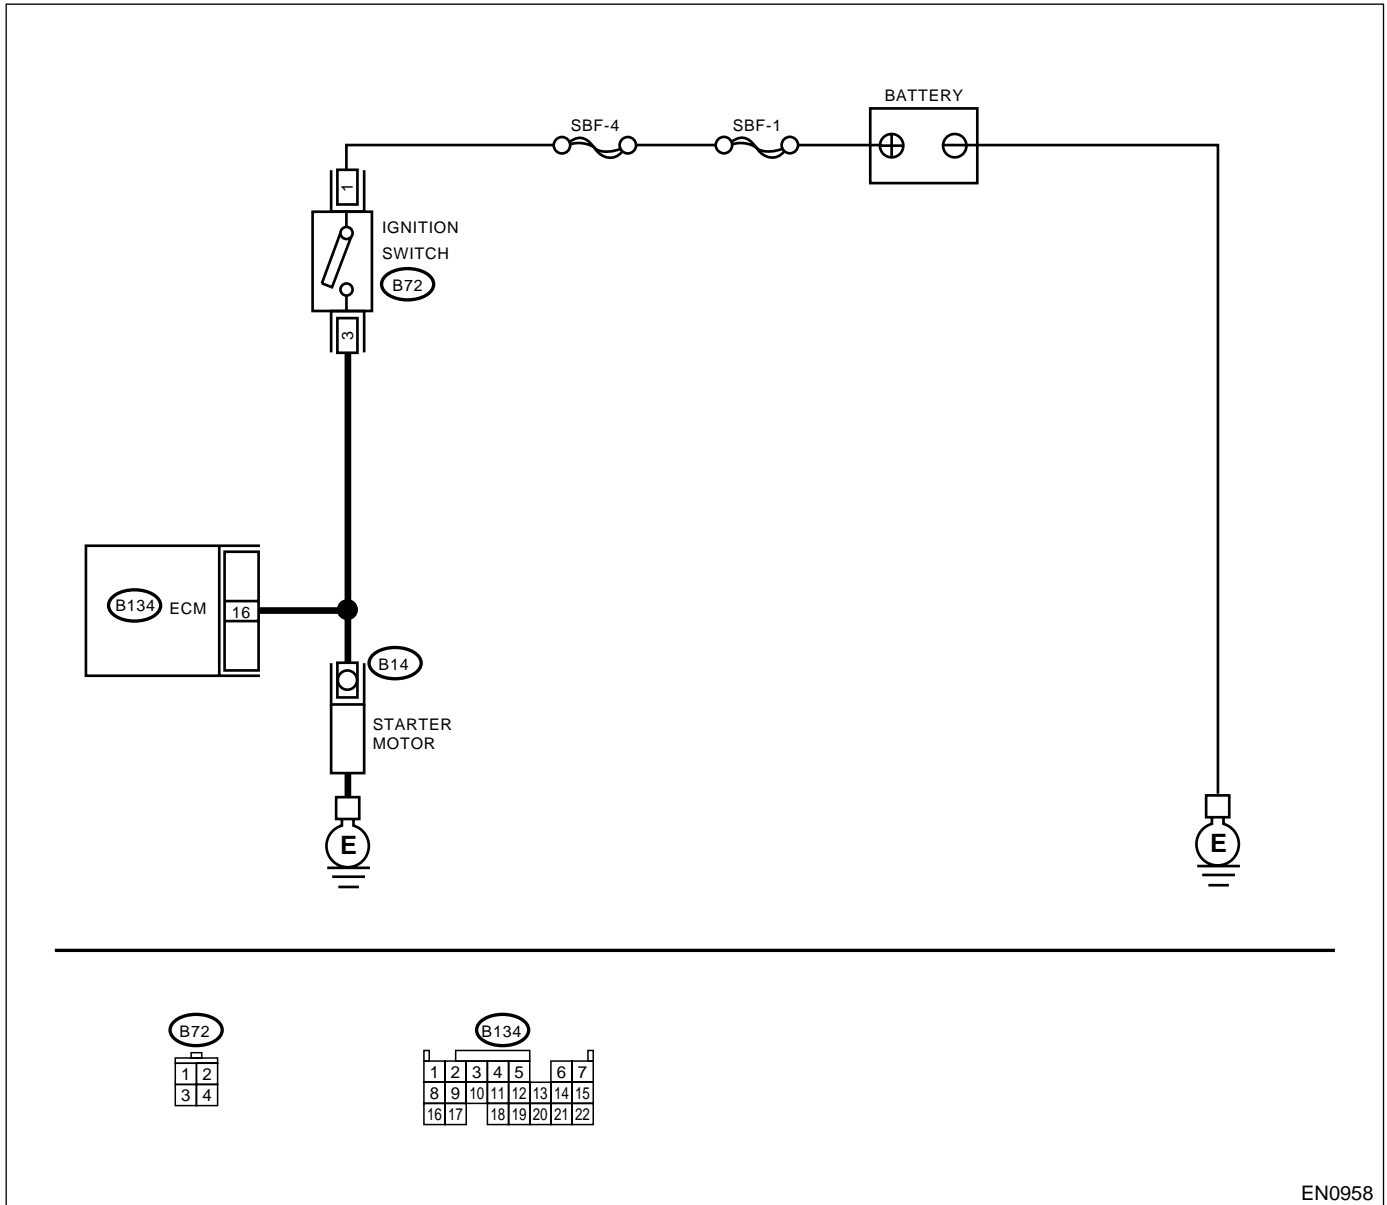 BATTERY
SBF-4
SBF-1
1
IGNITION
SWITCH
B72
3
B134 ECM 16
B14
STARTER
MOTOR
E
E
B72
B134
1 2
3 4
1 2 3 4 5 6 7
8 9 10 11 12 13 14 15
16 17 18 19 20 21 22
EN0958